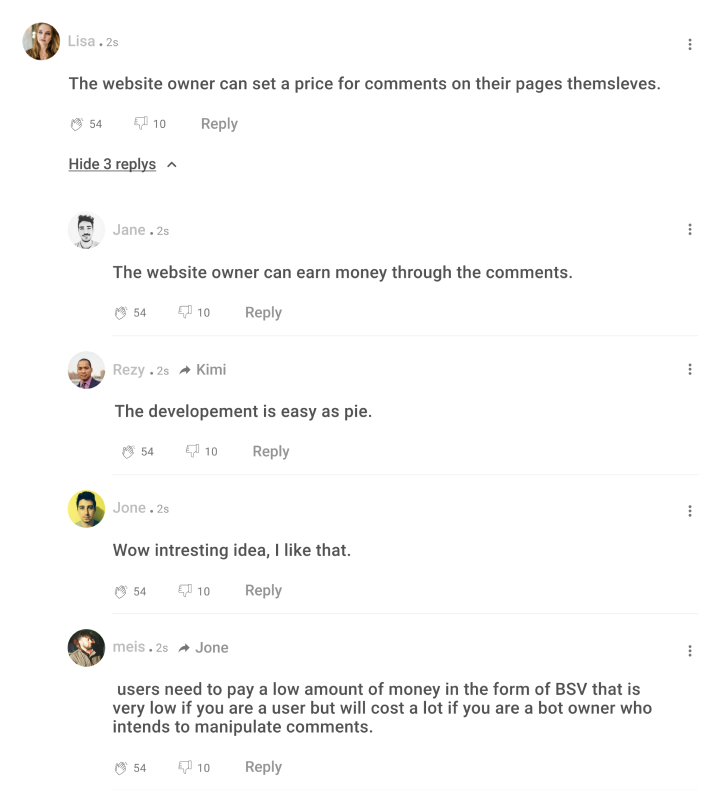 Lisa . 2s
The website owner can set a price for comments on their pages themsleves.
54 10 Reply
Hide 3 replys
Jane . 2s
The website owner can earn money through the comments.
54 10 Reply
Rezy . 2s Kimi
The developement is easy as pie.
54 10 Reply
Jone . 2s
Wow intresting idea, I like that.
54 10 Reply
meis . 2s Jone
users need to pay a low amount of money in the form of BSV that is
very low if you are a user but will cost a lot if you are a bot owner who
intends to manipulate comments.
54 10 Reply